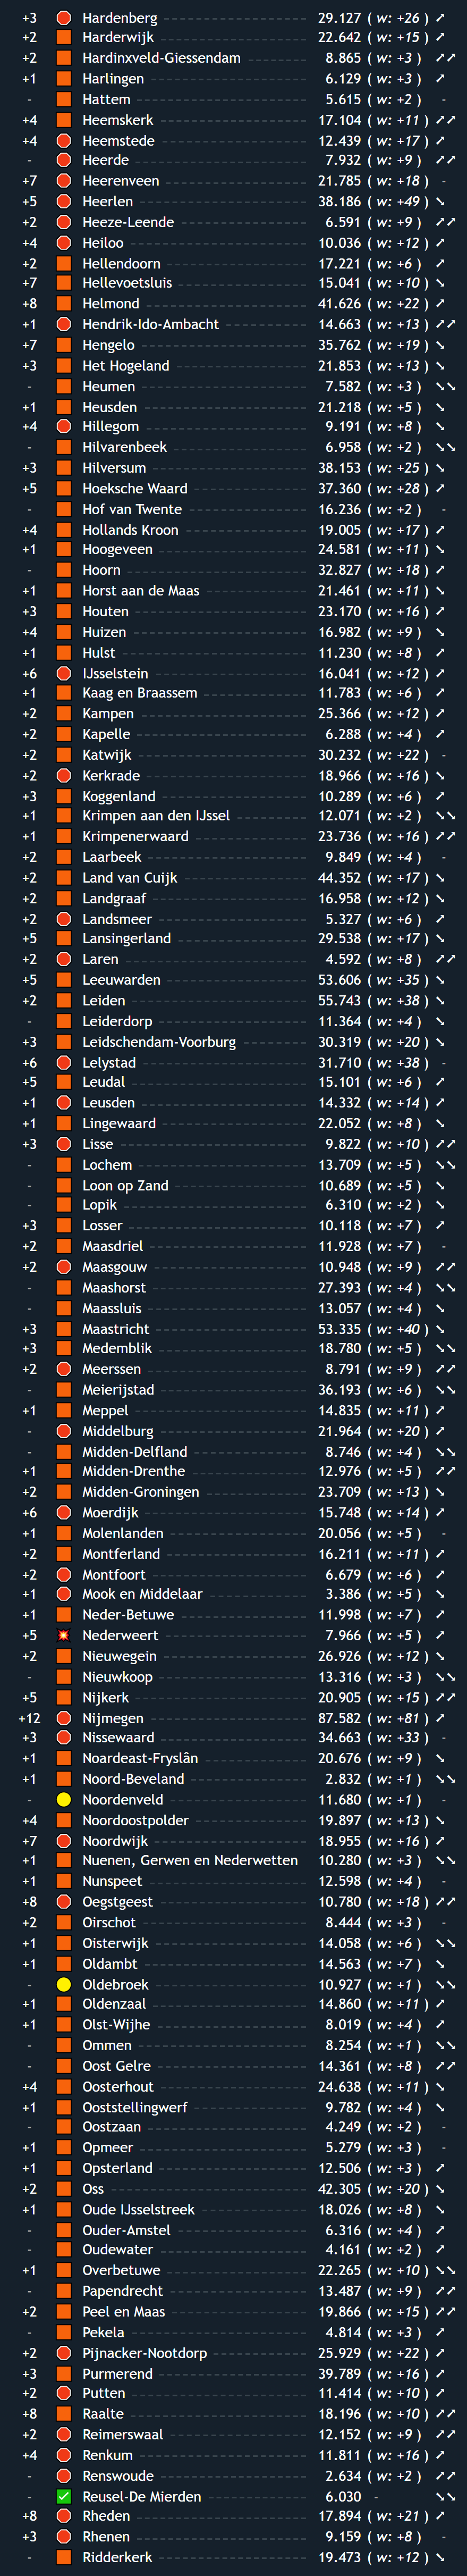 +3 Hardenberg 29.127 ( w: +26 )
+2 Harderwijk 22.642 ( w: +15 )
+2 Hardinxveld-Giessendam 8.865 ( w: +3 )
+1 Harlingen 6.129 ( w: +3 )
- Hattem 5.615 ( w: +2 ) -
+4 Heemskerk 17.104 ( w: +11 )
+4 Heemstede 12.439 ( w: +17 )
- Heerde 7.932 ( w: +9 )
+7 Heerenveen 21.785 ( w: +18 ) -
+5 Heerlen 38.186 ( w: +49 )
+2 Heeze-Leende 6.591 ( w: +9 )
+4 Heiloo 10.036 ( w: +12 )
+2 Hellendoorn 17.221 ( w: +6 )
+7 Hellevoetsluis 15.041 ( w: +10 )
+8 Helmond 41.626 ( w: +22 )
+1 Hendrik-Ido-Ambacht 14.663 ( w: +13 )
+7 Hengelo 35.762 ( w: +19 )
+3 Het Hogeland 21.853 ( w: +13 )
- Heumen 7.582 ( w: +3 )
+1 Heusden 21.218 ( w: +5 )
+4 Hillegom 9.191 ( w: +8 )
- Hilvarenbeek 6.958 ( w: +2 )
+3 Hilversum 38.153 ( w: +25 )
+5 Hoeksche Waard 37.360 ( w: +28 )
- Hof van Twente 16.236 ( w: +2 ) -
+4 Hollands Kroon 19.005 ( w: +17 )
+1 Hoogeveen 24.581 ( w: +11 )
- Hoorn 32.827 ( w: +18 )
+1 Horst aan de Maas 21.461 ( w: +11 )
+3 Houten 23.170 ( w: +16 )
+4 Huizen 16.982 ( w: +9 )
+1 Hulst 11.230 ( w: +8 )
+6 IJsselstein 16.041 ( w: +12 )
+1 Kaag en Braassem 11.783 ( w: +6 )
+2 Kampen 25.366 ( w: +12 )
+2 Kapelle 6.288 ( w: +4 )
+2 Katwijk 30.232 ( w: +22 ) -
+2 Kerkrade 18.966 ( w: +16 )
+3 Koggenland 10.289 ( w: +6 )
+1 Krimpen aan den IJssel 12.071 ( w: +2 )
+1 Krimpenerwaard 23.736 ( w: +16 )
+2 Laarbeek 9.849 ( w: +4 ) -
+2 Land van Cuijk 44.352 ( w: +17 )
+2 Landgraaf 16.958 ( w: +12 )
+2 Landsmeer 5.327 ( w: +6 )
+5 Lansingerland 29.538 ( w: +17 )
+2 Laren 4.592 ( w: +8 )
+5 Leeuwarden 53.606 ( w: +35 )
+2 Leiden 55.743 ( w: +38 )
- Leiderdorp 11.364 ( w: +4 )
+3 Leidschendam-Voorburg 30.319 ( w: +20 )
+6 Lelystad 31.710 ( w: +38 ) -
+5 Leudal 15.101 ( w: +6 )
+1 Leusden 14.332 ( w: +14 )
+1 Lingewaard 22.052 ( w: +8 )
+3 Lisse 9.822 ( w: +10 )
- Lochem 13.709 ( w: +5 )
- Loon op Zand 10.689 ( w: +5 )
- Lopik 6.310 ( w: +2 )
+3 Losser 10.118 ( w: +7 )
+2 Maasdriel 11.928 ( w: +7 ) -
+2 Maasgouw 10.948 ( w: +9 )
- Maashorst 27.393 ( w: +4 )
- Maassluis 13.057 ( w: +4 )
+3 Maastricht 53.335 ( w: +40 )
+3 Medemblik 18.780 ( w: +5 )
+2 Meerssen 8.791 ( w: +9 )
- Meierijstad 36.193 ( w: +6 )
+1 Meppel 14.835 ( w: +11 )
- Middelburg 21.964 ( w: +20 )
- Midden-Delfland 8.746 ( w: +4 )
+1 Midden-Drenthe 12.976 ( w: +5 )
+2 Midden-Groningen 23.709 ( w: +13 )
+6 Moerdijk 15.748 ( w: +14 )
+1 Molenlanden 20.056 ( w: +5 ) -
+2 Montferland 16.211 ( w: +11 )
+2 Montfoort 6.679 ( w: +6 )
+1 Mook en Middelaar 3.386 ( w: +5 )
+1 Neder-Betuwe 11.998 ( w: +7 )
+5 Nederweert 7.966 ( w: +5 )
+2 Nieuwegein 26.926 ( w: +12 )
- Nieuwkoop 13.316 ( w: +3 )
+5 Nijkerk 20.905 ( w: +15 )
+12 Nijmegen 87.582 ( w: +81 )
+3 Nissewaard 34.663 ( w: +33 ) -
+1 Noardeast-Fryslân 20.676 ( w: +9 )
+1 Noord-Beveland 2.832 ( w: +1 )
- Noordenveld 11.680 ( w: +1 ) -
+4 Noordoostpolder 19.897 ( w: +13 )
+7 Noordwijk 18.955 ( w: +16 )
+1 Nuenen, Gerwen en Nederwetten 10.280 ( w: +3 )
+1 Nunspeet 12.598 ( w: +4 ) -
+8 Oegstgeest 10.780 ( w: +18 )
+2 Oirschot 8.444 ( w: +3 ) -
+1 Oisterwijk 14.058 ( w: +6 )
+1 Oldambt 14.563 ( w: +7 )
- Oldebroek 10.927 ( w: +1 )
+1 Oldenzaal 14.860 ( w: +11 )
+1 Olst-Wijhe 8.019 ( w: +4 )
- Ommen 8.254 ( w: +1 )
- Oost Gelre 14.361 ( w: +8 )
+4 Oosterhout 24.638 ( w: +11 )
+1 Ooststellingwerf 9.782 ( w: +4 )
- Oostzaan 4.249 ( w: +2 ) -
+1 Opmeer 5.279 ( w: +3 ) -
+1 Opsterland 12.506 ( w: +3 )
+2 Oss 42.305 ( w: +20 )
+1 Oude IJsselstreek 18.026 ( w: +8 )
- Ouder-Amstel 6.316 ( w: +4 )
- Oudewater 4.161 ( w: +2 )
+1 Overbetuwe 22.265 ( w: +10 )
- Papendrecht 13.487 ( w: +9 )
+2 Peel en Maas 19.866 ( w: +15 )
- Pekela 4.814 ( w: +3 )
+2 Pijnacker-Nootdorp 25.929 ( w: +22 )
+3 Purmerend 39.789 ( w: +16 )
+2 Putten 11.414 ( w: +10 )
+8 Raalte 18.196 ( w: +10 )
+2 Reimerswaal 12.152 ( w: +9 )
+4 Renkum 11.811 ( w: +16 )
- Renswoude 2.634 ( w: +2 )
- Reusel-De Mierden 6.030 -
+8 Rheden 17.894 ( w: +21 )
+3 Rhenen 9.159 ( w: +8 ) -
- Ridderkerk 19.473 ( w: +12 )